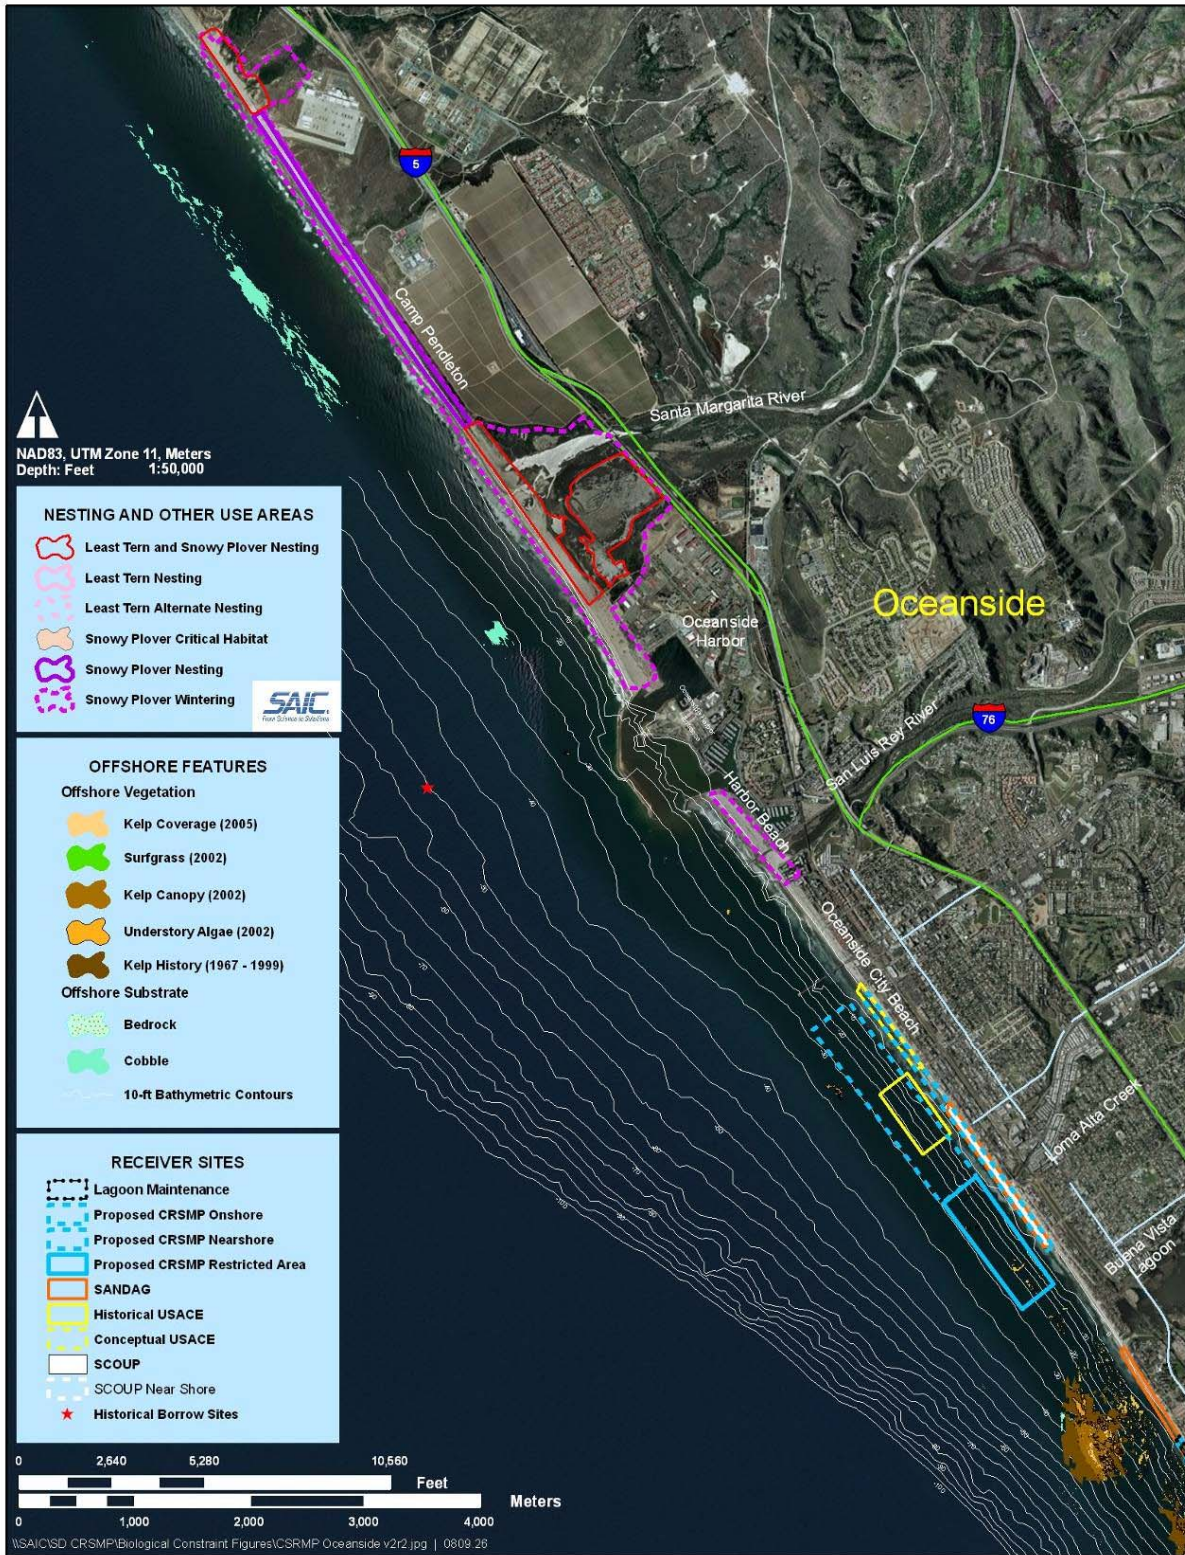 5
Camp Pendleton
Santa Margarita River
NAD83, UTM Zone 11, Meters
Depth: Feet 1:50,000
Oceanside
Oceanside
Harbor
76
San Luis Rey River
Harbor Beach
Oceanside City Beach
Loma Alta Creek
Buena Vista
Lagoon
NESTING AND OTHER USE AREAS
Least Tern and Snowy Plover Nesting
Least Tern Nesting
Least Tern Alternate Nesting
Snowy Plover Critical Habitat
Snowy Plover Nesting
Snowy Plover Wintering
SAIC
From Science to Solutions
OFFSHORE FEATURES
Offshore Vegetation
Kelp Coverage (2005)
Surfgrass (2002)
Kelp Canopy (2002)
Understory Algae (2002)
Kelp History (1967 - 1999)
Offshore Substrate
Bedrock
Cobble
10-ft Bathymetric Contours
RECEIVER SITES
Lagoon Maintenance
Proposed CRSMP Onshore
Proposed CRSMP Nearshore
Proposed CRSMP Restricted Area
SANDAG
Historical USACE
Conceptual USACE
SCOUP
SCOUP Near Shore
Historical Borrow Sites
0 2,640 5,280 10,560
Feet
Meters
0 1,000 2,000 3,000 4,000
\\SAIC\SD CRSMP\Biological Constraint Figures\CSRMP Oceanside v2r2.jpg | 0809.26